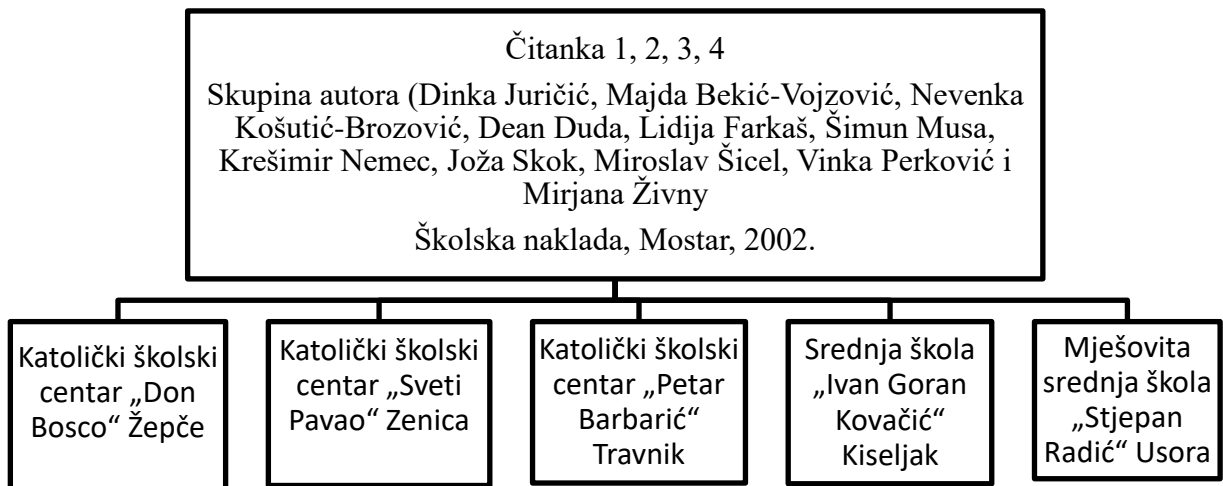 Čitanka 1, 2, 3, 4
Skupina autora (Dinka Juričić, Majda Bekić-Vojzović, Nevenka
Košutić-Brozović, Dean Duda, Lidija Farkaš, Šimun Musa,
Krešimir Nemec, Joža Skok, Miroslav Šicel, Vinka Perković i
Mirjana Živny
Školska naklada, Mostar, 2002.
Katolički školski
centar „Don
Bosco“ Žepče
Katolički školski
centar „Sveti
Pavao“ Zenica
Katolički školski
centar „Petar
Barbarić“
Travnik
Srednja škola
„Ivan Goran
Kovačić“
Kiseljak
Mješovita
srednja škola
„Stjepan
Radić“ Usora